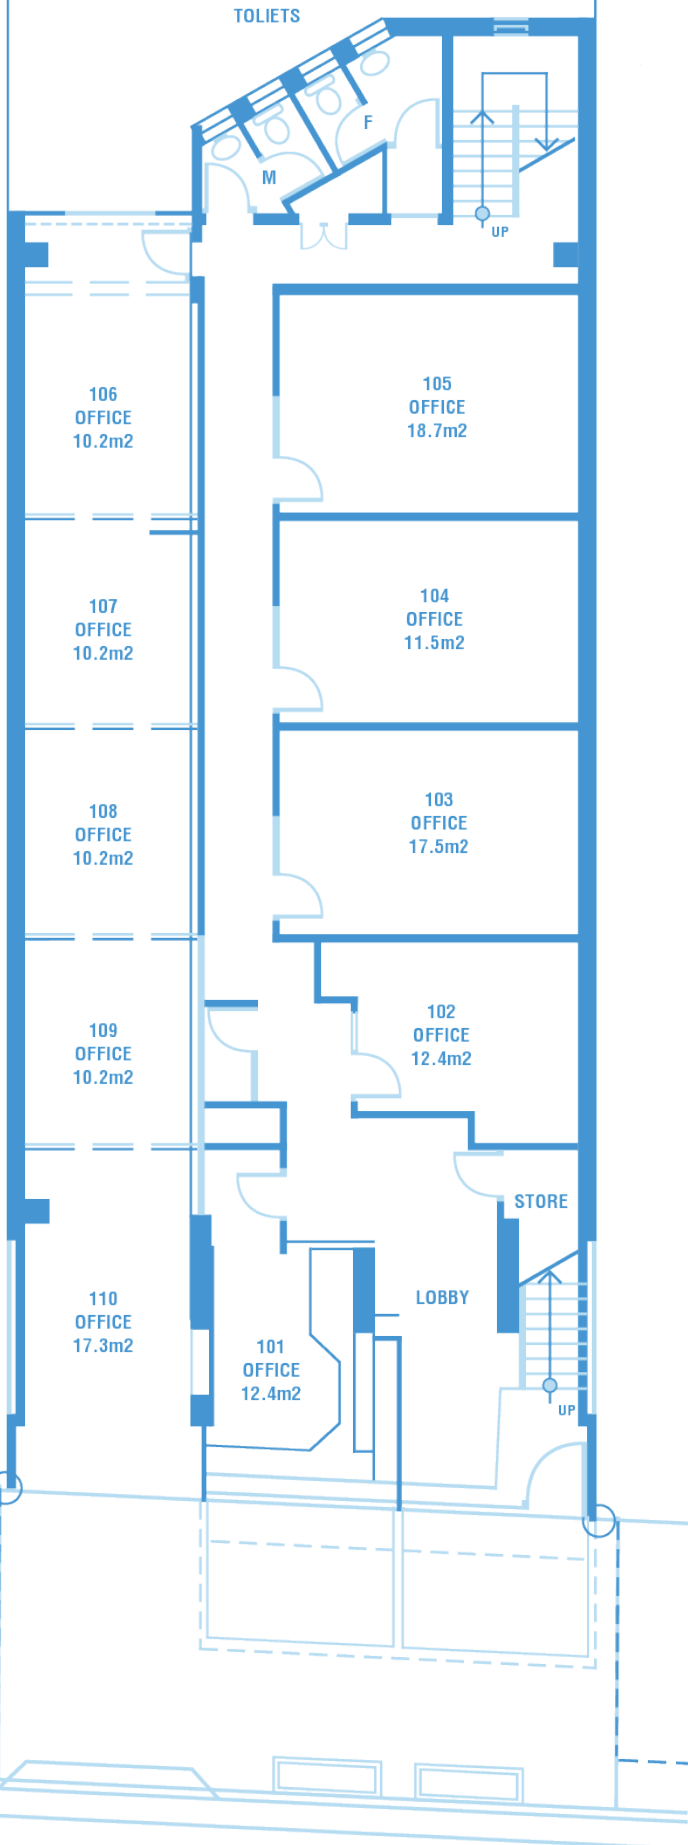 TOLIETS
F
M
UP
106
OFFICE
10.2m2
105
OFFICE
18.7m2
107
OFFICE
10.2m2
104
OFFICE
11.5m2
108
OFFICE
10.2m2
103
OFFICE
17.5m2
109
OFFICE
10.2m2
102
OFFICE
12.4m2
STORE
110
OFFICE
17.3m2
LOBBY
101
OFFICE
12.4m2
UP